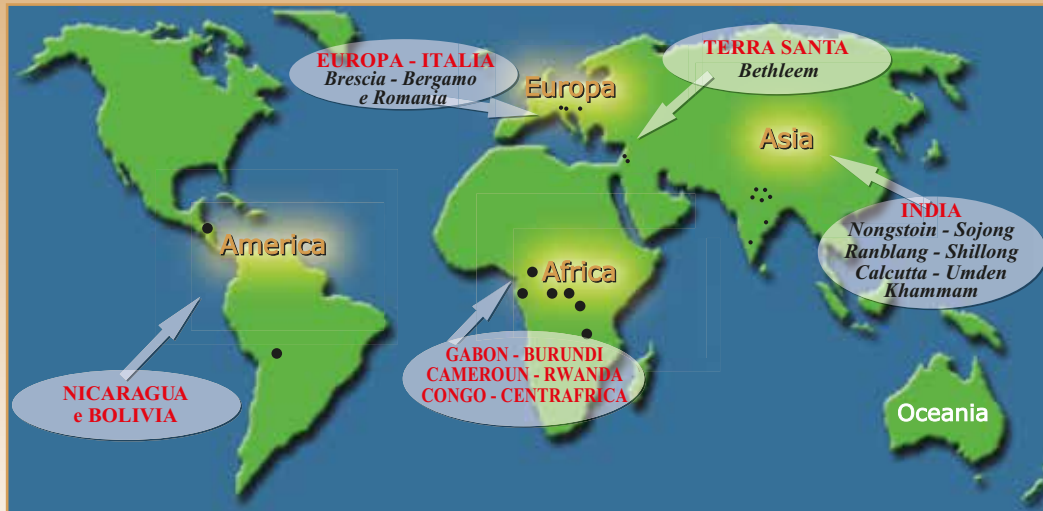 EUROPA - ITALIA
Brescia - Bergamo
e Romania
TERRA SANTA
Bethleem
Europa
Asia
INDIA
Nongstoin - Sojong
Ranblang - Shillong
Calcutta - Umden
Khammam
America
Africa
GABON - BURUNDI
CAMEROUN - RWANDA
CONGO - CENTRAFRICA
NICARAGUA
e BOLIVIA
Oceania